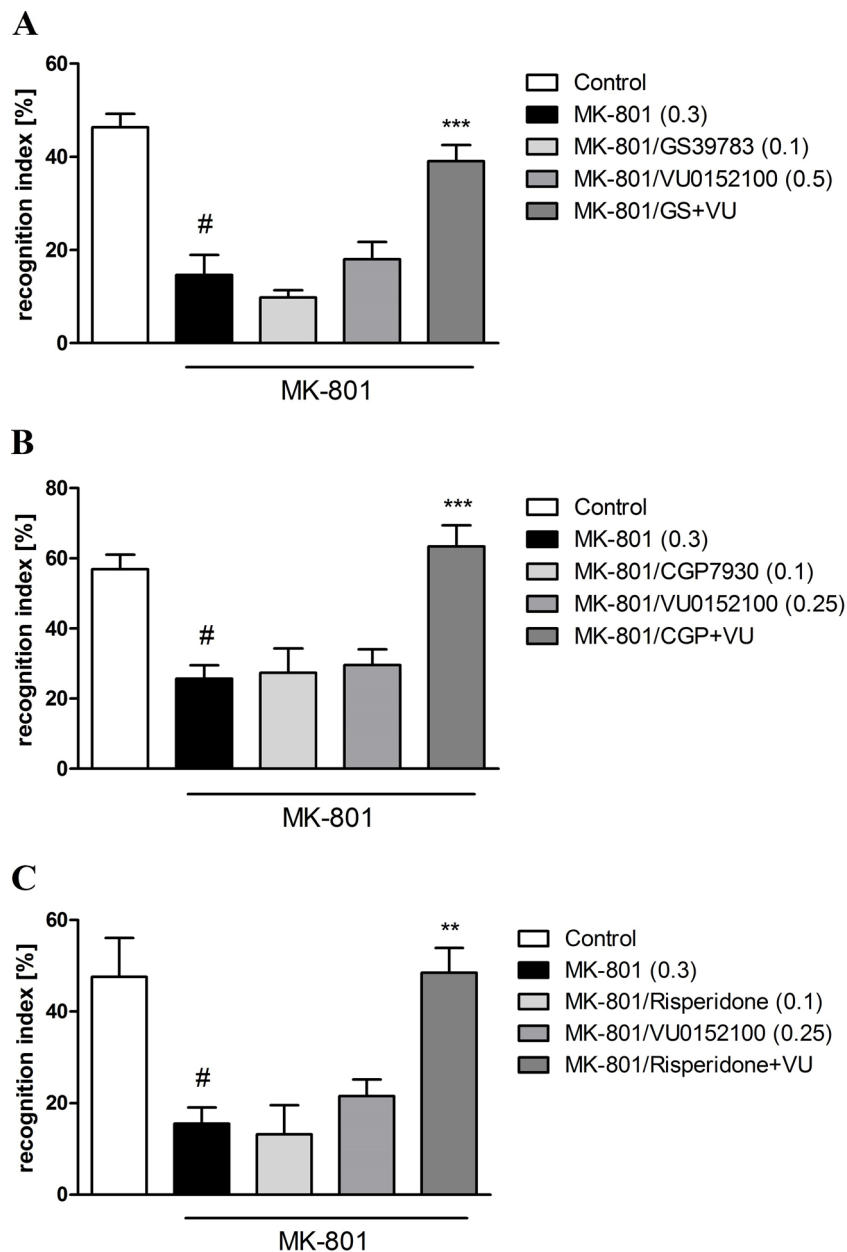 A
recognition index [%]
60
40
20
0
#
***
MK-801
Control
MK-801 (0.3)
MK-801/GS39783 (0.1)
MK-801/VU0152100 (0.5)
MK-801/GS+VU
B
recognition index [%]
80
60
40
20
0
#
***
MK-801
Control
MK-801 (0.3)
MK-801/CGP7930 (0.1)
MK-801/VU0152100 (0.25)
MK-801/CGP+VU
C
recognition index [%]
60
40
20
0
#
**
MK-801
Control
MK-801 (0.3)
MK-801/Risperidone (0.1)
MK-801/VU0152100 (0.25)
MK-801/Risperidone+VU